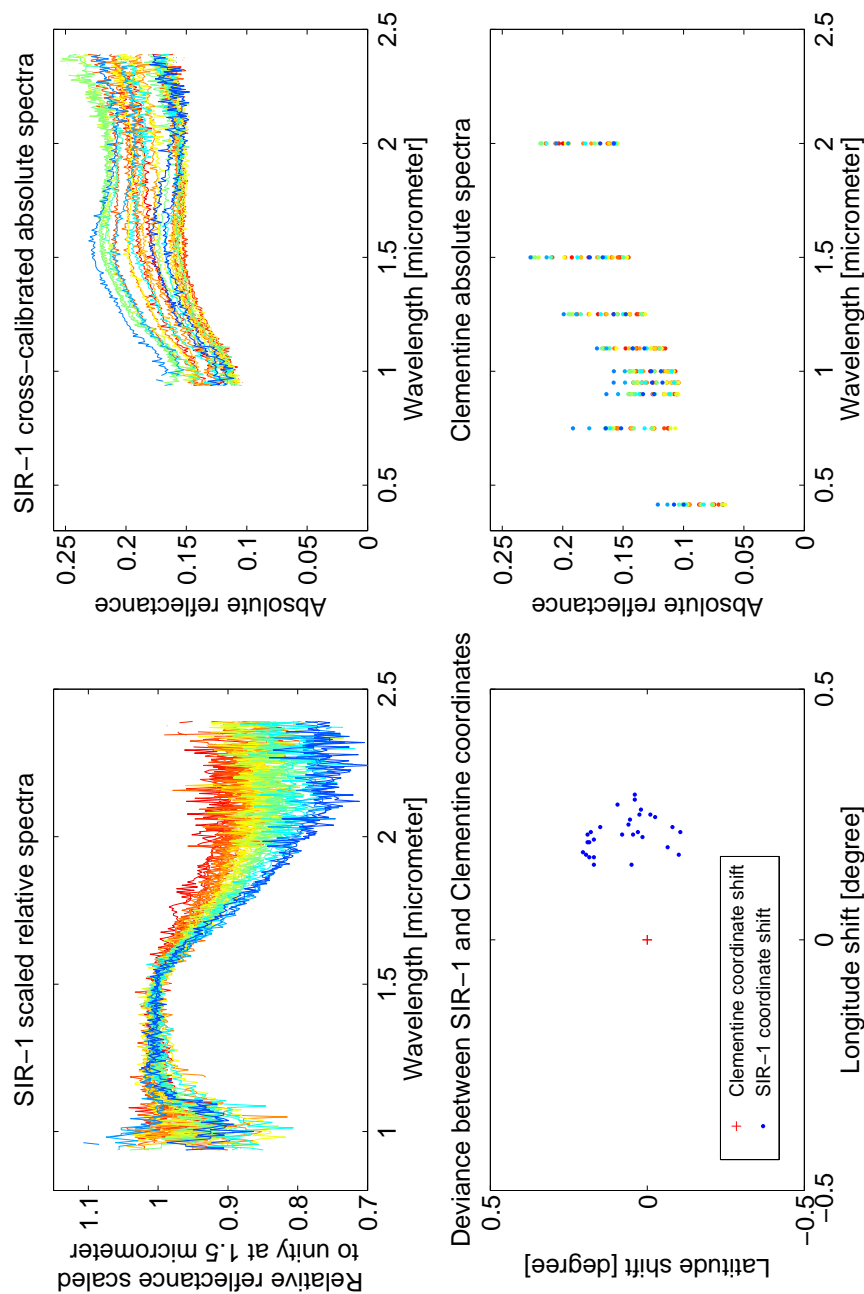 SIR−1 scaled relative spectra
Relative reflectance scaled
to unity at 1.5 micrometer
1.1
1
0.9
0.8
0.7
1
1.5
2
2.5
Wavelength [micrometer]
SIR−1 cross−calibrated absolute spectra
Absolute reflectance
0.25
0.2
0.15
0.1
0.05
0
0.5
1
1.5
2
2.5
Wavelength [micrometer]
Deviance between SIR−1 and Clementine coordinates
Latitude shift [degree]
0.5
0
−0.5
−0.5
0
0.5
Longitude shift [degree]
Clementine coordinate shift
SIR−1 coordinate shift
Clementine absolute spectra
Absolute reflectance
0.25
0.2
0.15
0.1
0.05
0
0.5
1
1.5
2
2.5
Wavelength [micrometer]